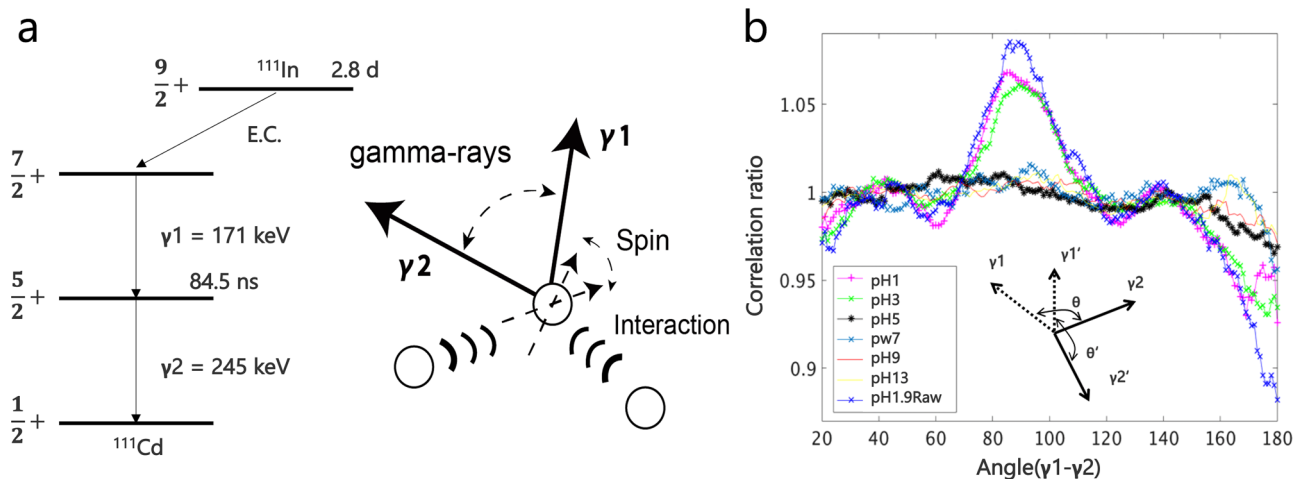 a
9/2 +
¹¹¹In
2.8 d
E.C.
7/2 +
γ1 = 171 keV
84.5 ns
5/2 +
γ2 = 245 keV
1/2 +
¹¹¹Cd
gamma-rays
γ1
γ2
Spin
Interaction
b
Correlation ratio
1.05
1
0.95
0.9
pH1
pH3
pH5
pw7
pH9
pH13
pH1.9Raw
γ1
γ1′
γ2
θ
θ′
γ2′
20 40 60 80 100 120 140 160 180
Angle(γ1-γ2)